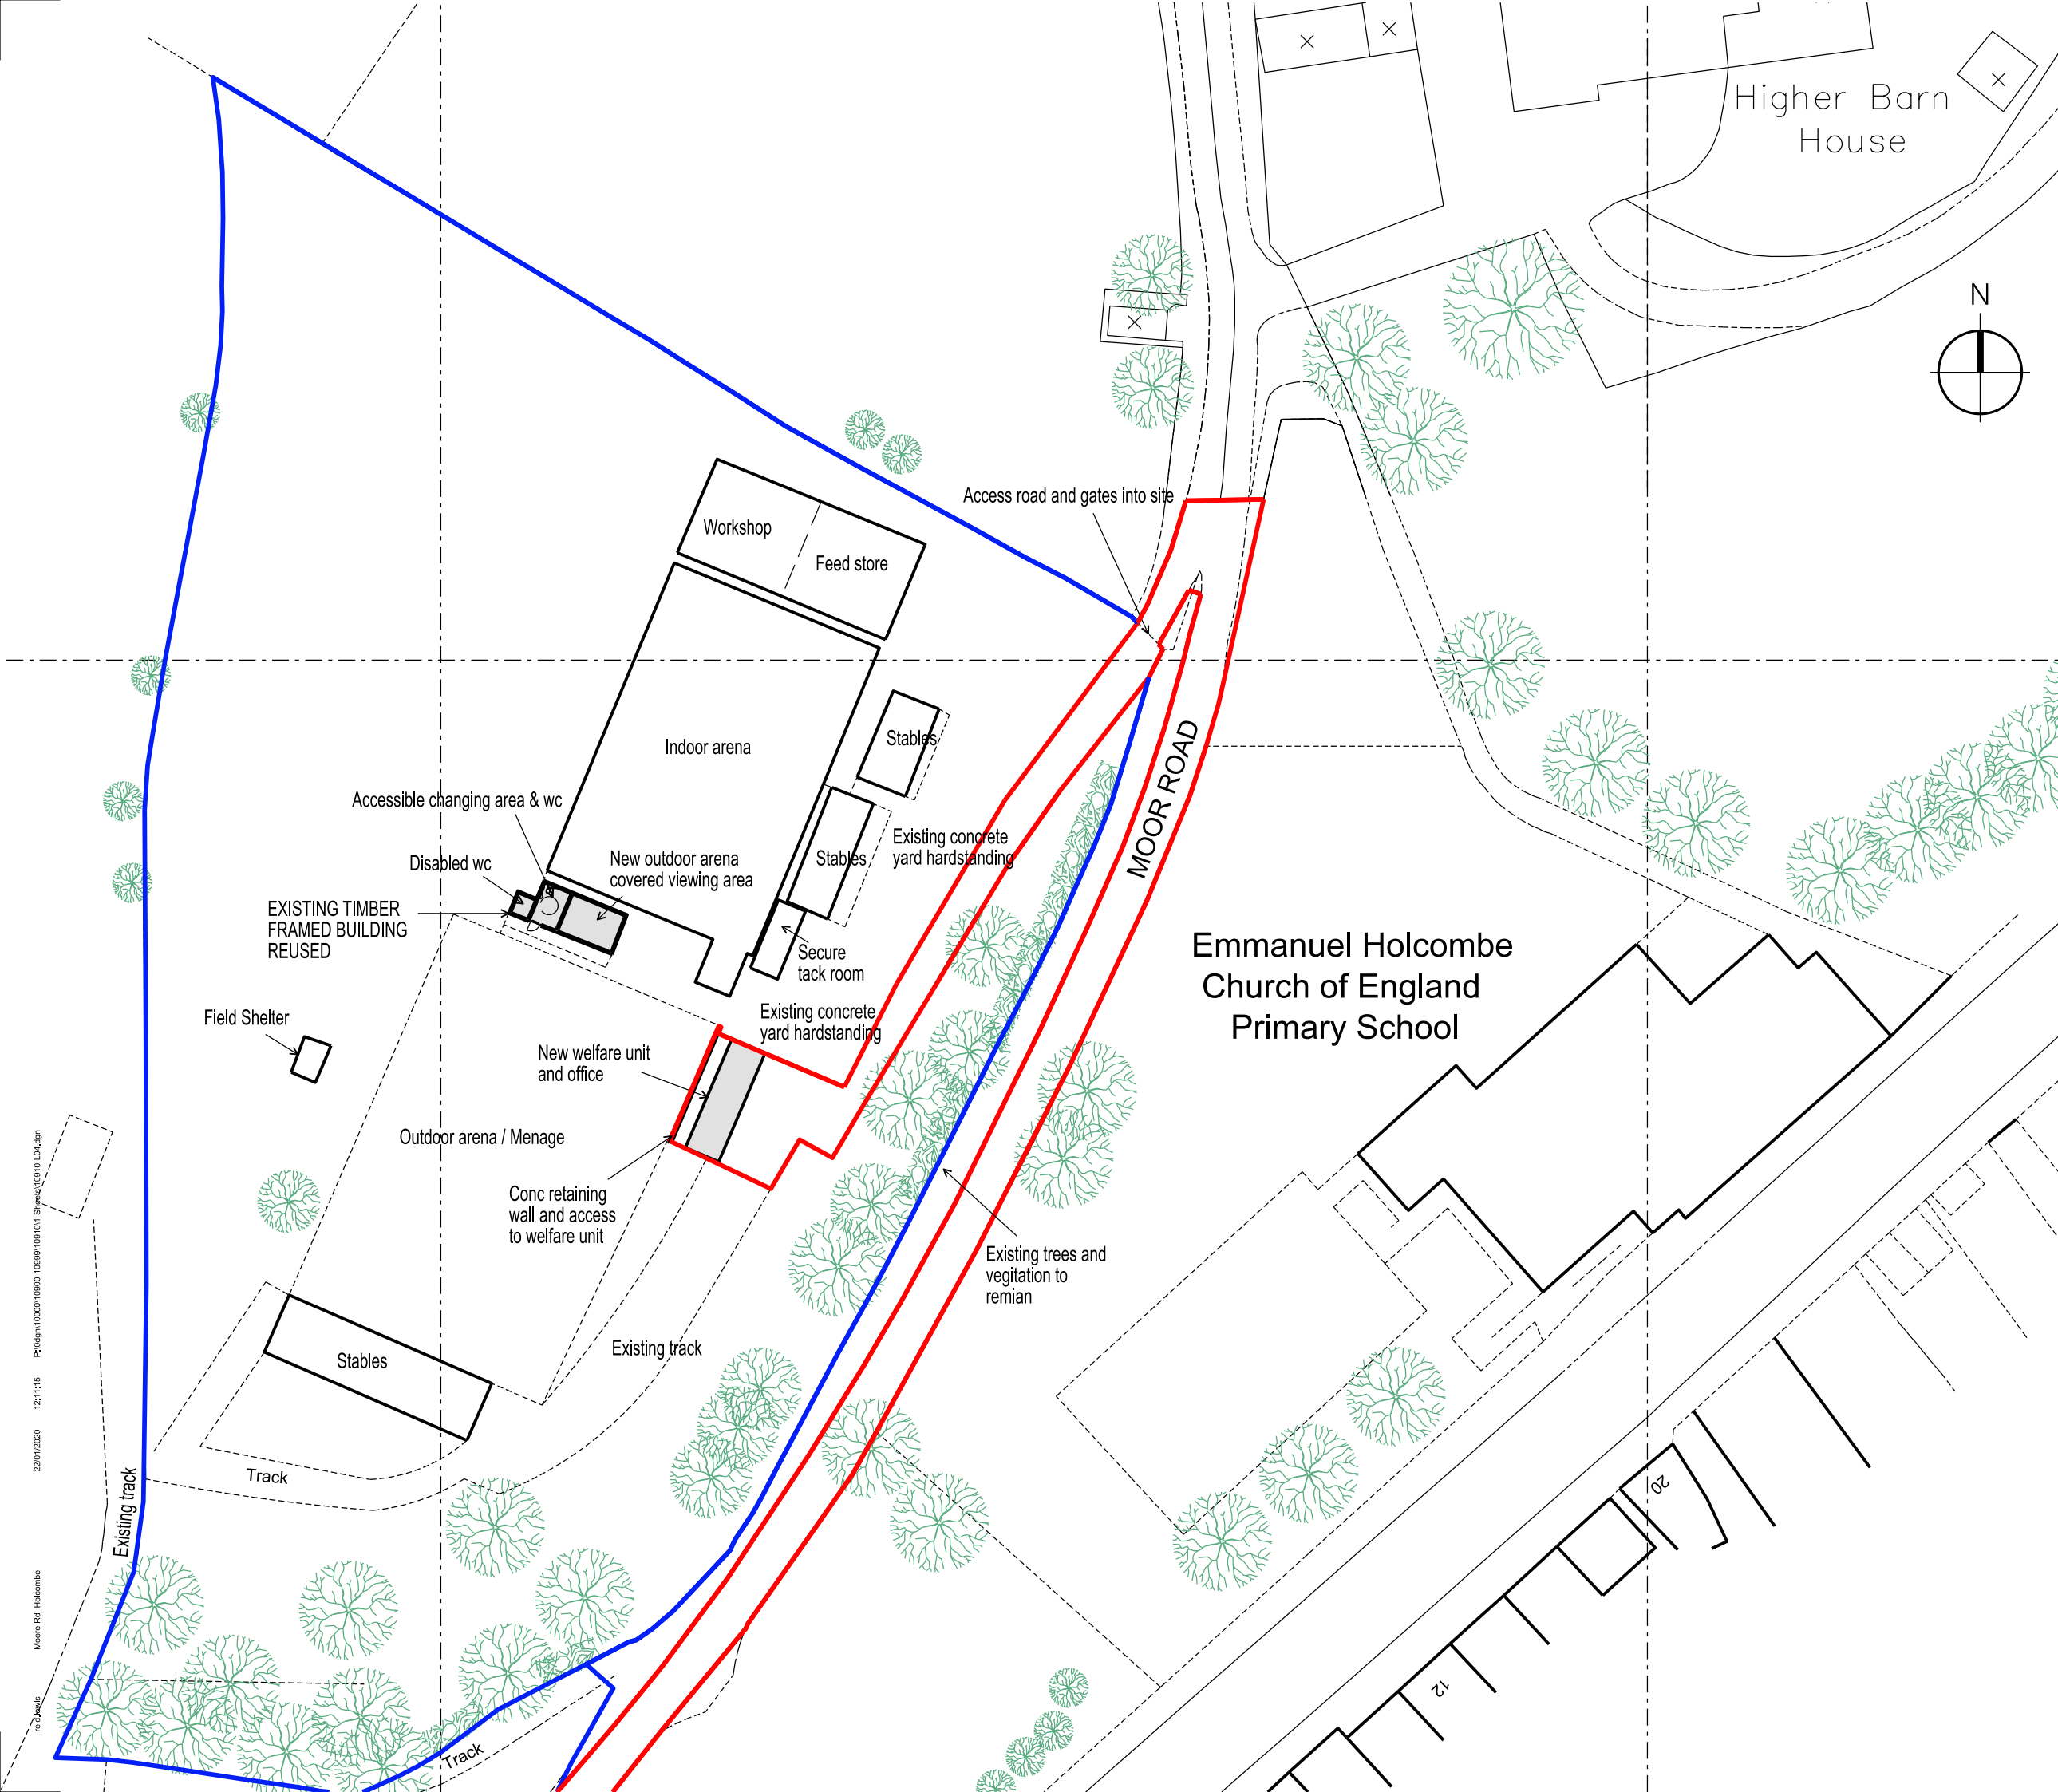 Higher Barn
House
N
Access road and gates into site
Workshop
Feed store
Indoor arena
Stables
MOOR ROAD
Accessible changing area & wc
Existing concrete
yard hardstanding
Stables
New outdoor arena
covered viewing area
Disabled wc
EXISTING TIMBER
FRAMED BUILDING
REUSED
Emmanuel Holcombe
Church of England
Primary School
Secure
tack room
Existing concrete
yard hardstanding
Field Shelter
New welfare unit
and office
Outdoor arena / Menage
Conc retaining
wall and access
to welfare unit
Existing trees and
vegitation to
remian
Existing track
Stables
Track
Existing track
20
12
Track
22/01/2020
12:11:15
Moore Rd_Holcombe